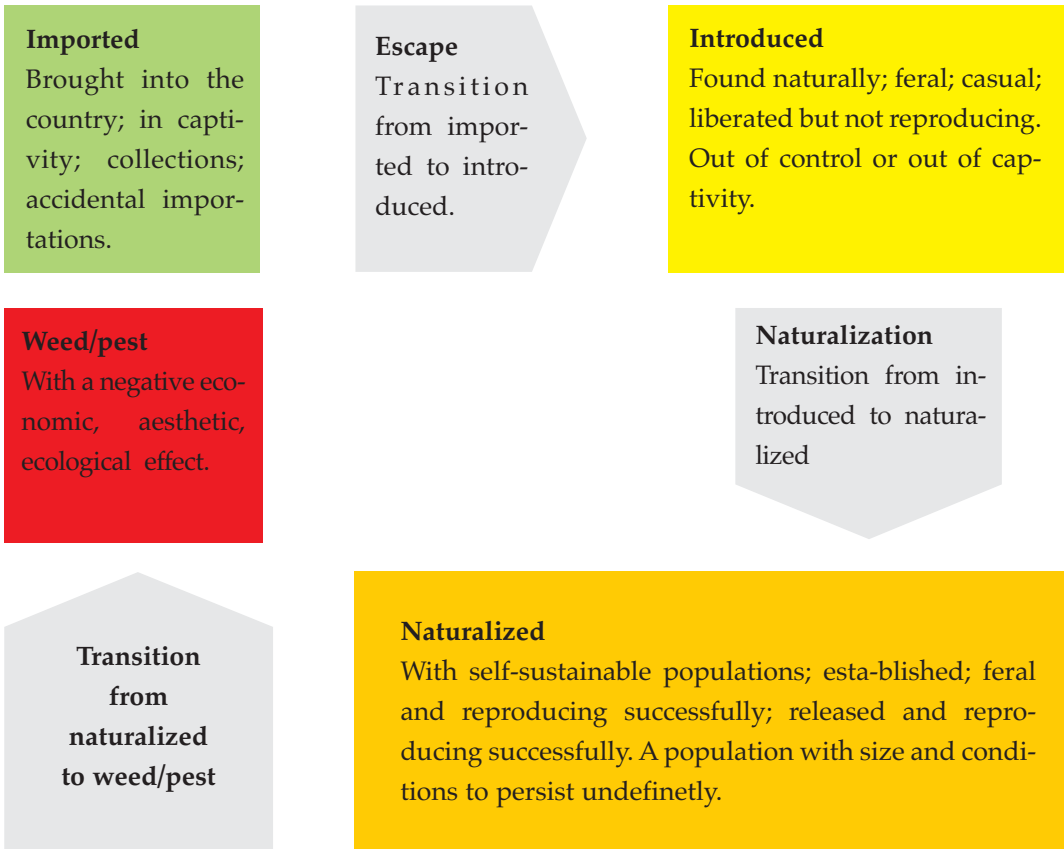 Imported
Brought into the
country; in capti-
vity; collections;
accidental impor-
tations.
Escape
Transition
from impor-
ted to intro-
duced.
Introduced
Found naturally; feral; casual;
liberated but not reproducing.
Out of control or out of cap-
tivity.
Naturalization
Transition from in-
troduced to natura-
lized
Naturalized
With self-sustainable populations; esta-blished; feral
and reproducing successfully; released and repro-
ducing successfully. A population with size and condi-
tions to persist undefinetly.
Transition
from
naturalized
to weed/pest
Weed/pest
With a negative eco-
nomic, aesthetic,
ecological effect.